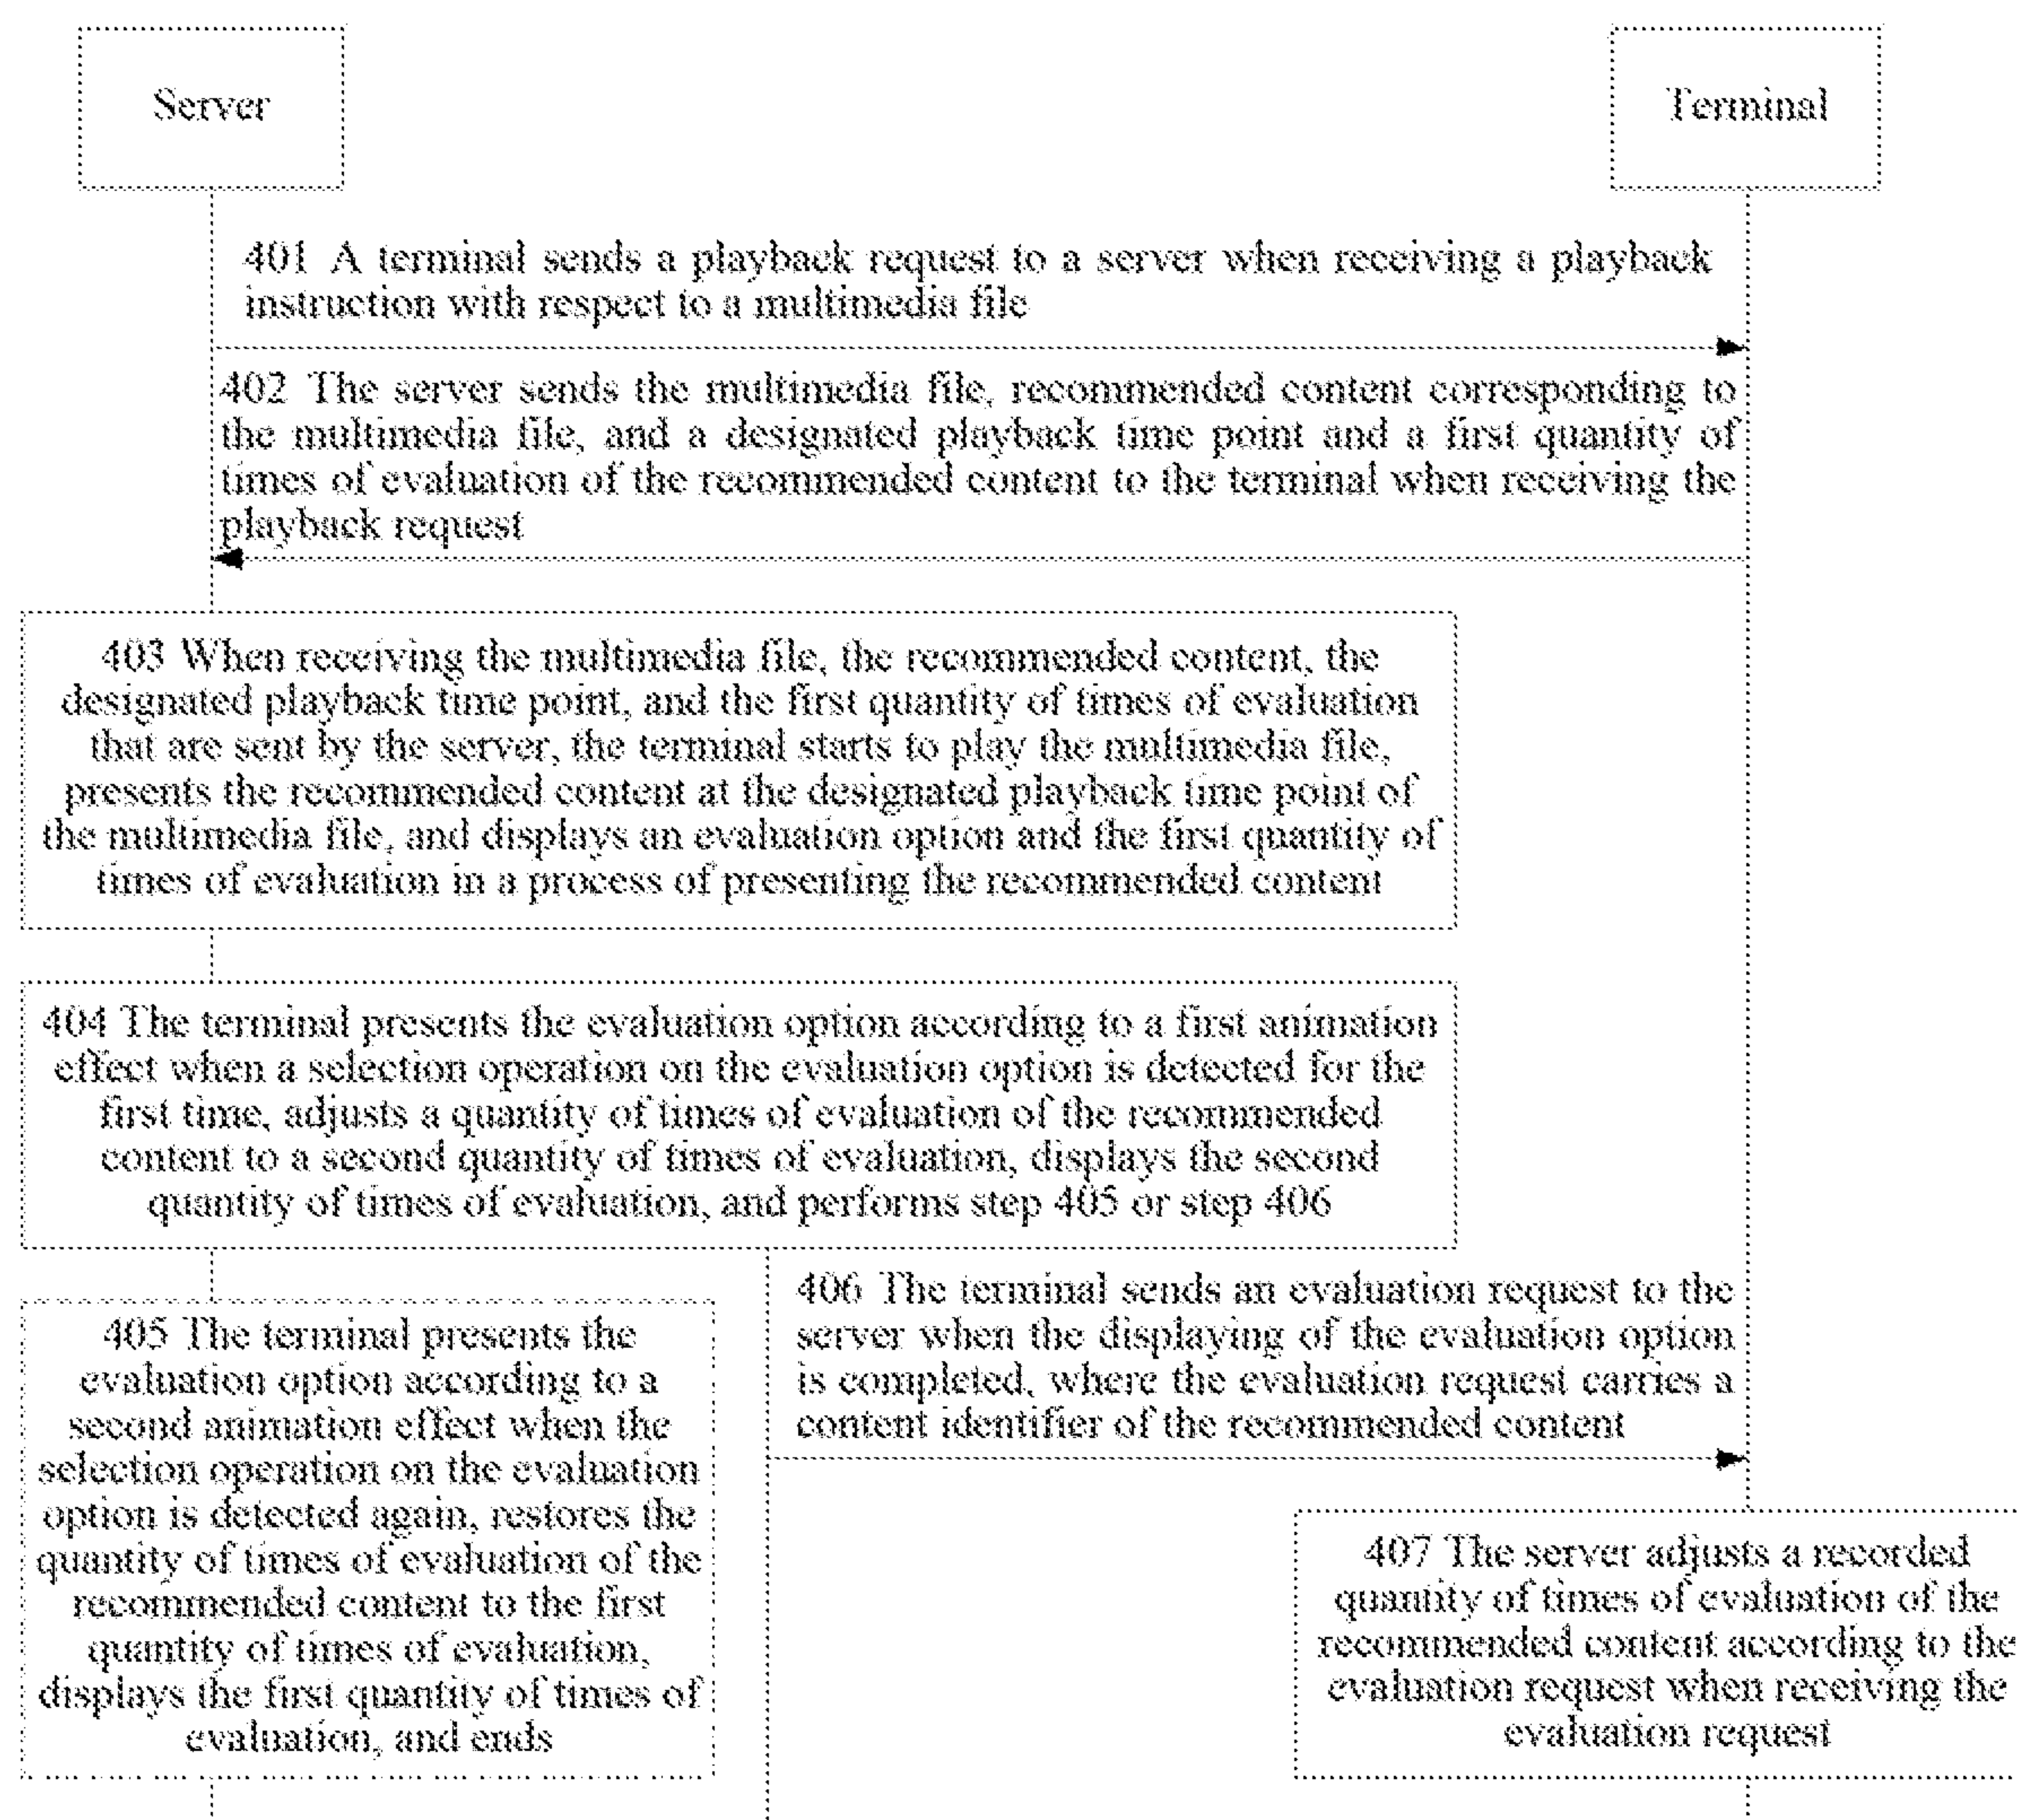 Server
Terminal
401 A terminal sends a playback request to a server when receiving a playback
instruction with respect to a multimedia file
402 The server sends the multimedia file, recommended content corresponding to
the multimedia file, and a designated playback time point and a first quantity of
times of evaluation of the recommended content to the terminal when receiving the
playback request
403 When receiving the multimedia file, the recommended content, the
designated playback time point, and the first quantity of times of evaluation
that are sent by the server, the terminal starts to play the multimedia file,
presents the recommended content at the designated playback time point of
the multimedia file, and displays an evaluation option and the first quantity of
times of evaluation in a process of presenting the recommended content
404 The terminal presents the evaluation option according to a first animation
effect when a selection operation on the evaluation option is detected for the
first time, adjusts a quantity of times of evaluation of the recommended
content to a second quantity of times of evaluation, displays the second
quantity of times of evaluation, and performs step 405 or step 406
406 The terminal sends an evaluation request to the
server when the displaying of the evaluation option
is completed, where the evaluation request carries a
content identifier of the recommended content
405 The terminal presents the
evaluation option according to a
second animation effect when the
selection operation on the evaluation
option is detected again, restores the
quantity of times of evaluation of the
recommended content to the first
quantity of times of evaluation,
displays the first quantity of times of
evaluation, and ends
407 The server adjusts a recorded
quantity of times of evaluation of the
recommended content according to the
evaluation request when receiving the
evaluation request